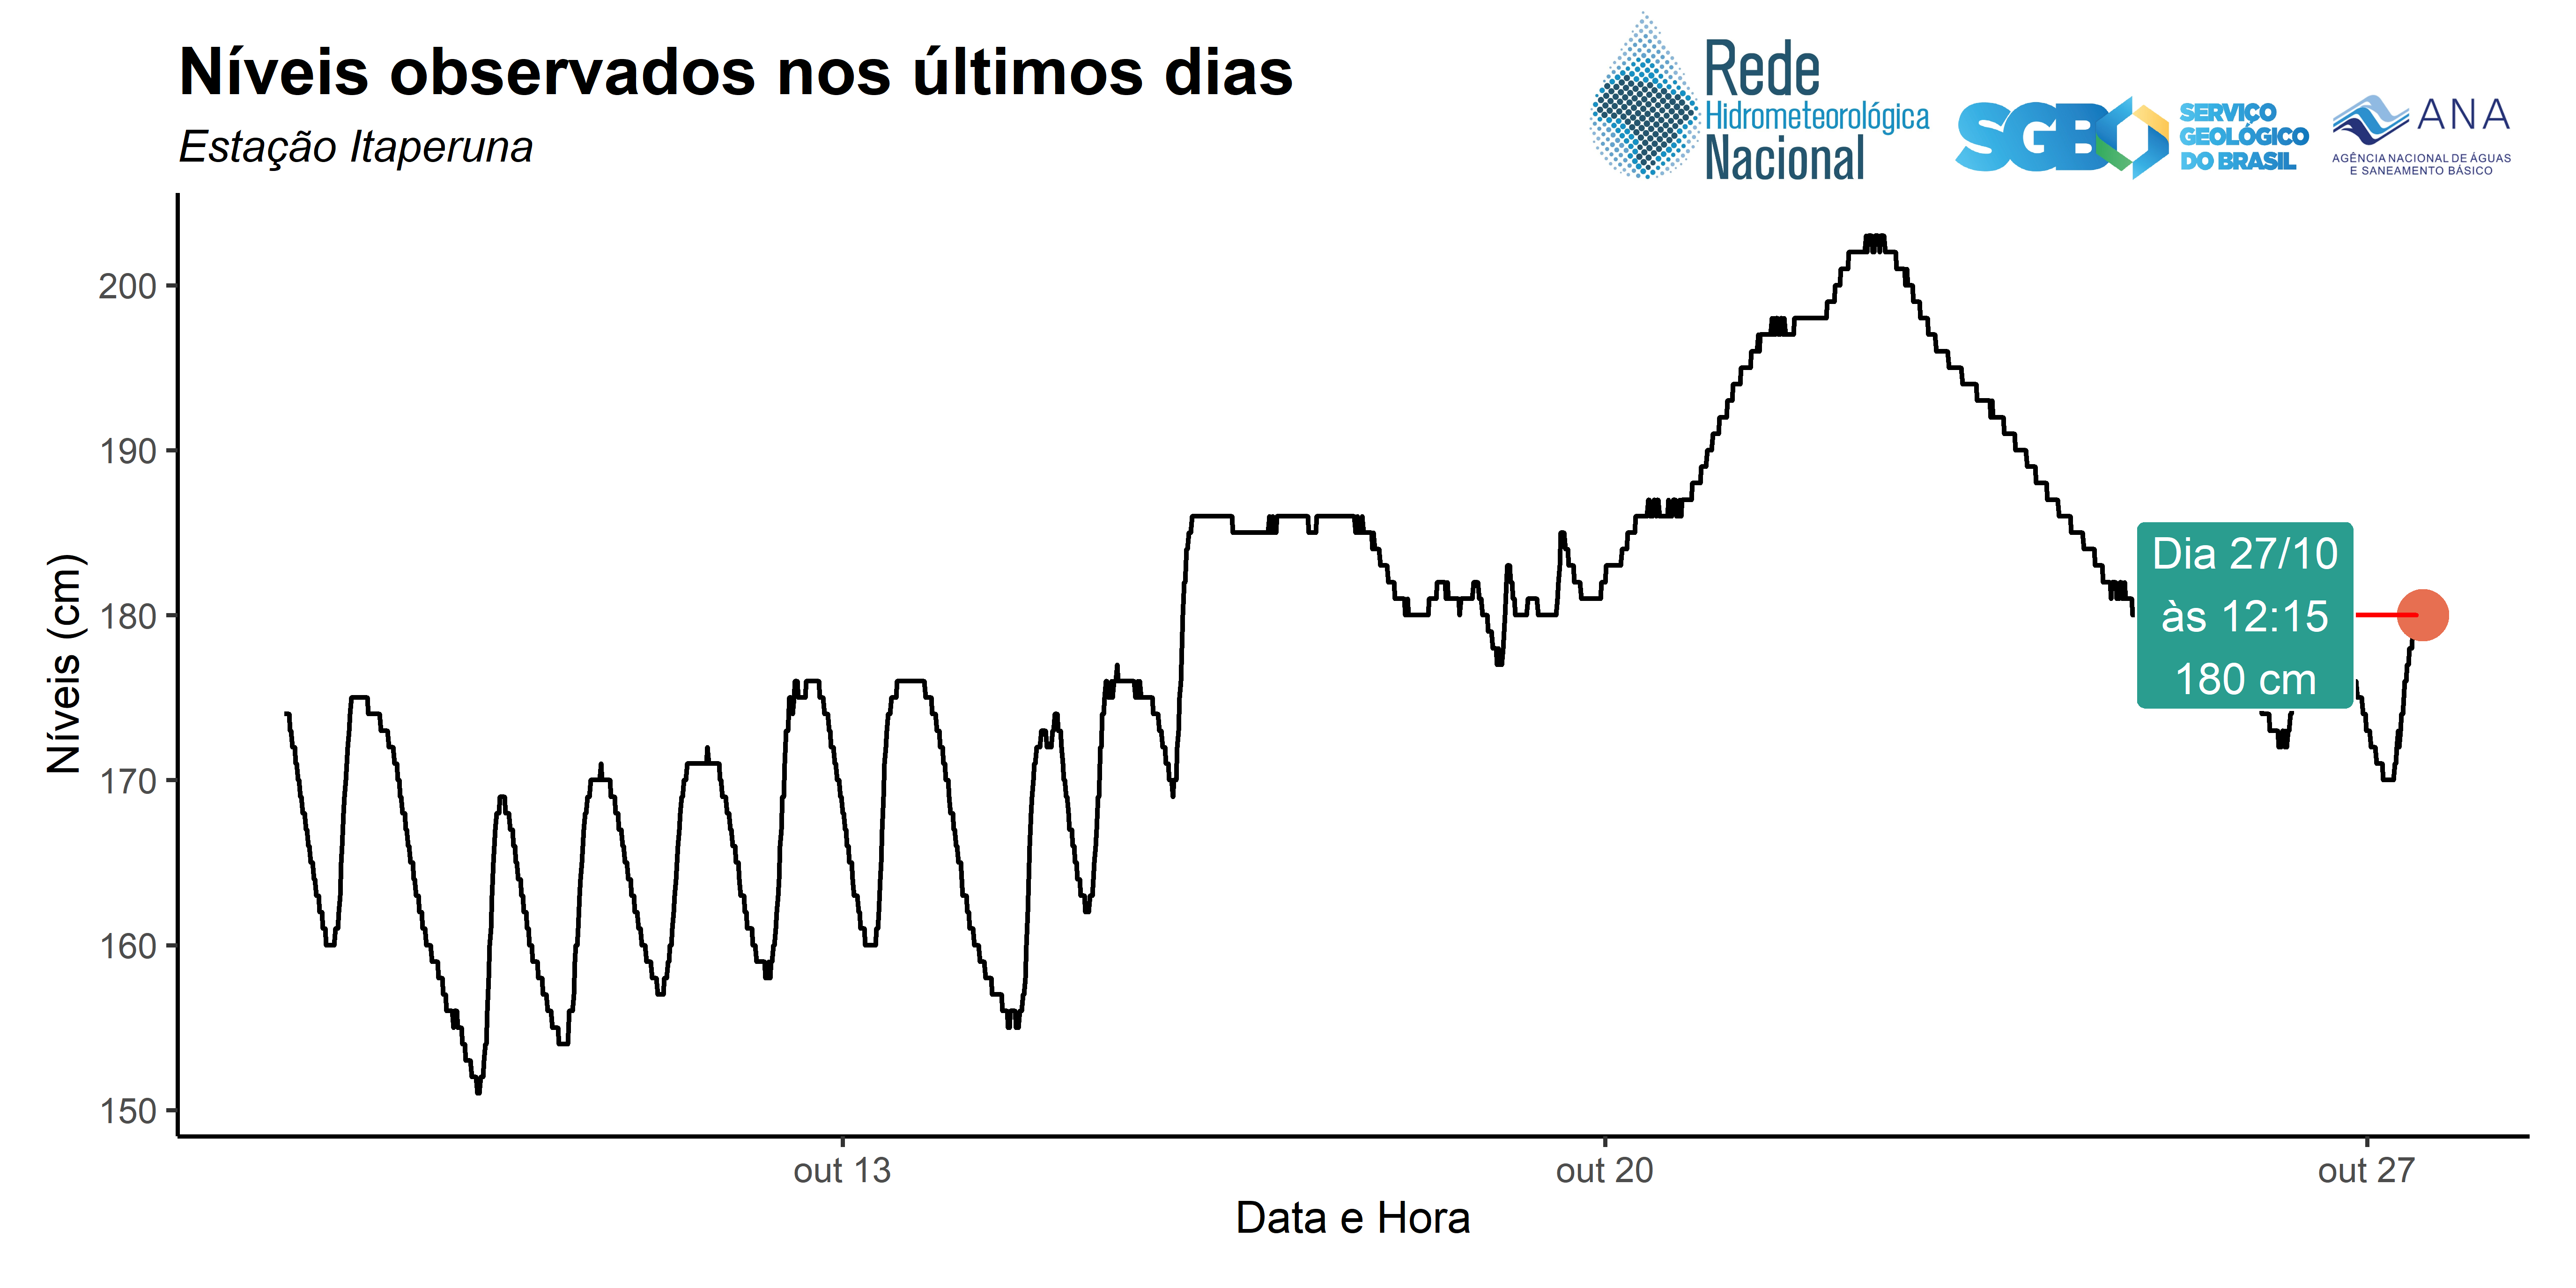 Níveis observados nos últimos dias
Estação Itaperuna
Rede
Hidrometeorológica
Nacional
SGB
SERVIÇO
GEOLÓGICO
DO BRASIL
ANA
AGÊNCIA NACIONAL DE ÁGUAS
E SANEAMENTO BÁSICO
Níveis (cm)
200
190
180
170
160
150
Dia 27/10
às 12:15
180 cm
out 13
out 20
out 27
Data e Hora